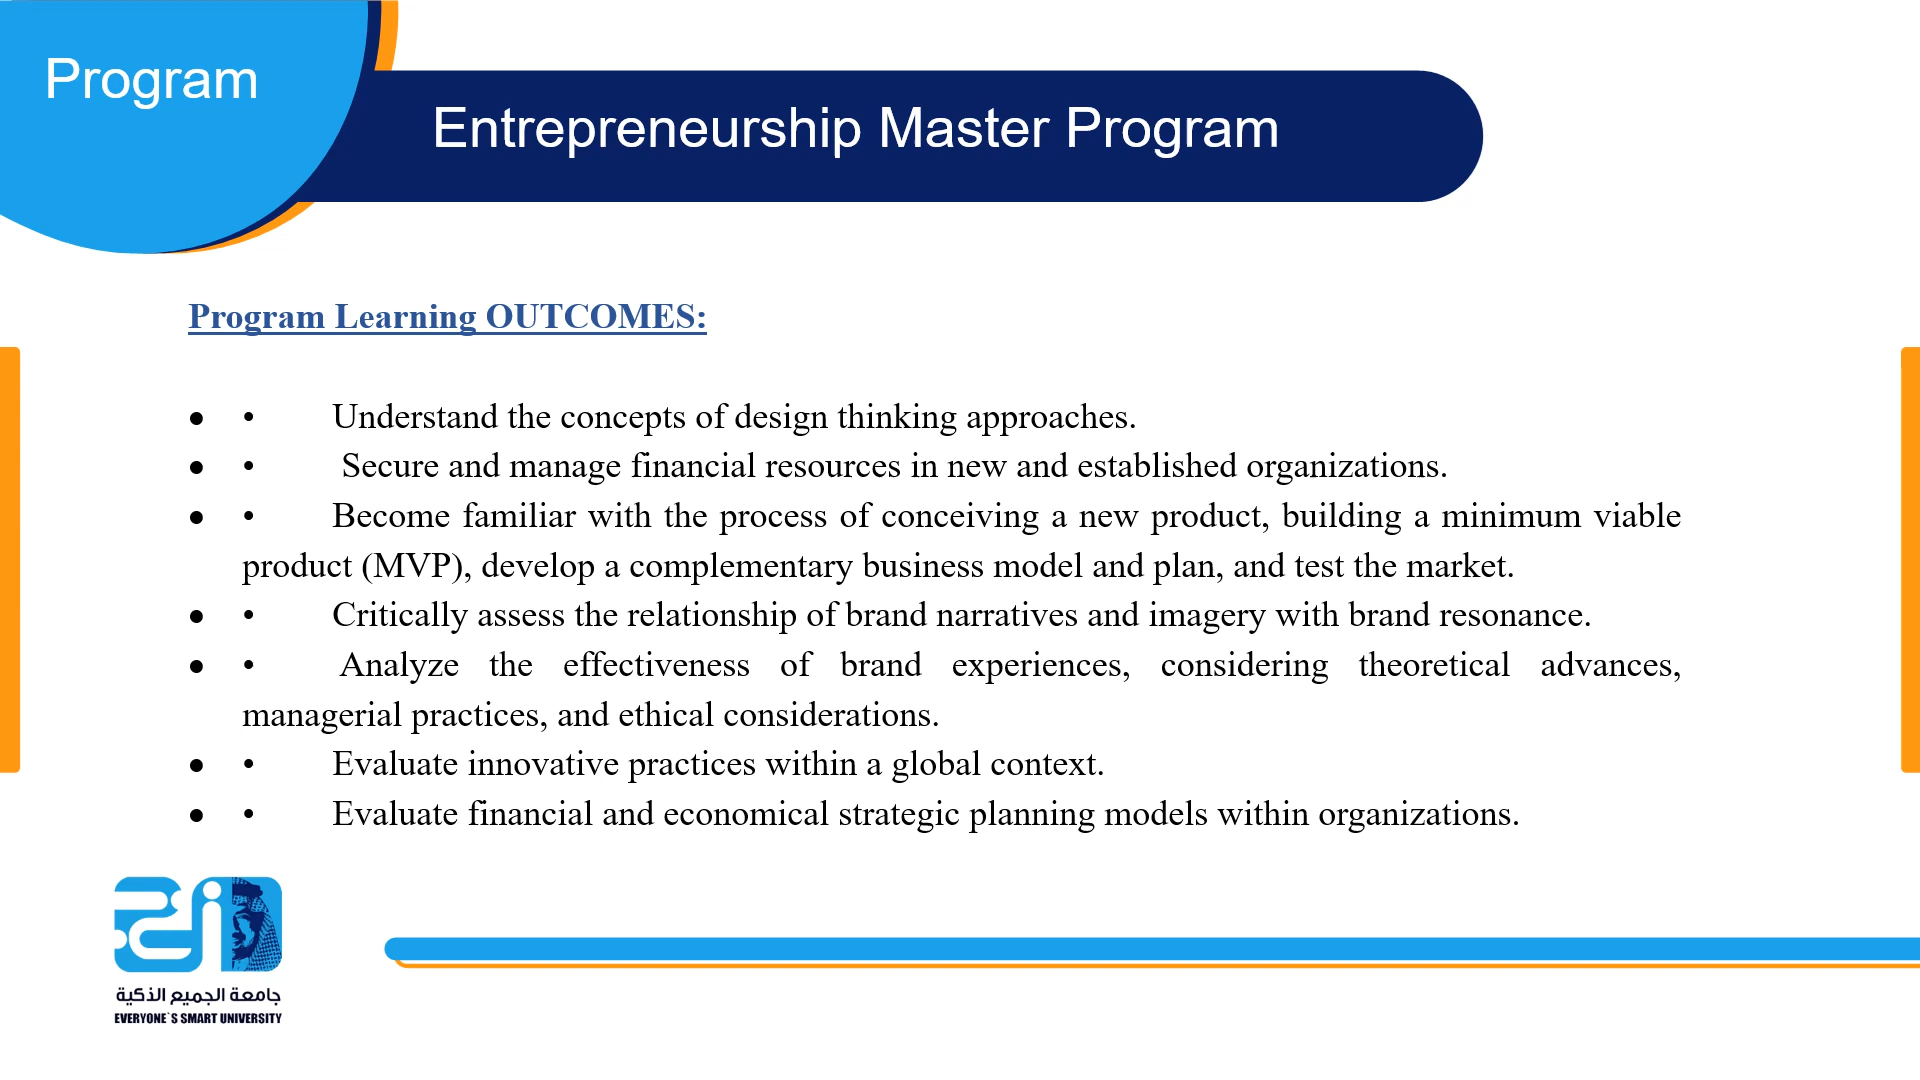 Program
Entrepreneurship Master Program
Program Learning OUTCOMES:
● • Understand the concepts of design thinking approaches.
● • Secure and manage financial resources in new and established organizations.
● • Become familiar with the process of conceiving a new product, building a minimum viable
product (MVP), develop a complementary business model and plan, and test the market.
● • Critically assess the relationship of brand narratives and imagery with brand resonance.
● • Analyze the effectiveness of brand experiences, considering theoretical advances,
managerial practices, and ethical considerations.
● • Evaluate innovative practices within a global context.
● • Evaluate financial and economical strategic planning models within organizations.
جامعة الجميع الذكية
EVERYONE`S SMART UNIVERSITY